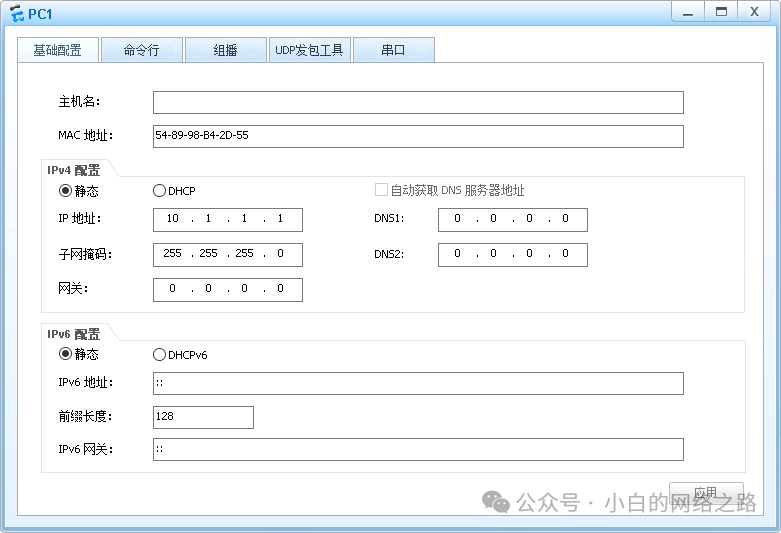 PC1
基础配置 命令行 组播 UDP发包工具 串口
主机名:
MAC 地址: 54-89-98-B4-2D-55
IPv4 配置
静态 DHCP 自动获取 DNS 服务器地址
IP 地址: 10 . 1 . 1 . 1 DNS1: 0 . 0 . 0 . 0
子网掩码: 255 . 255 . 255 . 0 DNS2: 0 . 0 . 0 . 0
网关: 0 . 0 . 0 . 0
IPv6 配置
静态 DHCPv6
IPv6 地址: ::
前缀长度: 128
IPv6 网关: ::
应用
公众号 · 小白的网络之路